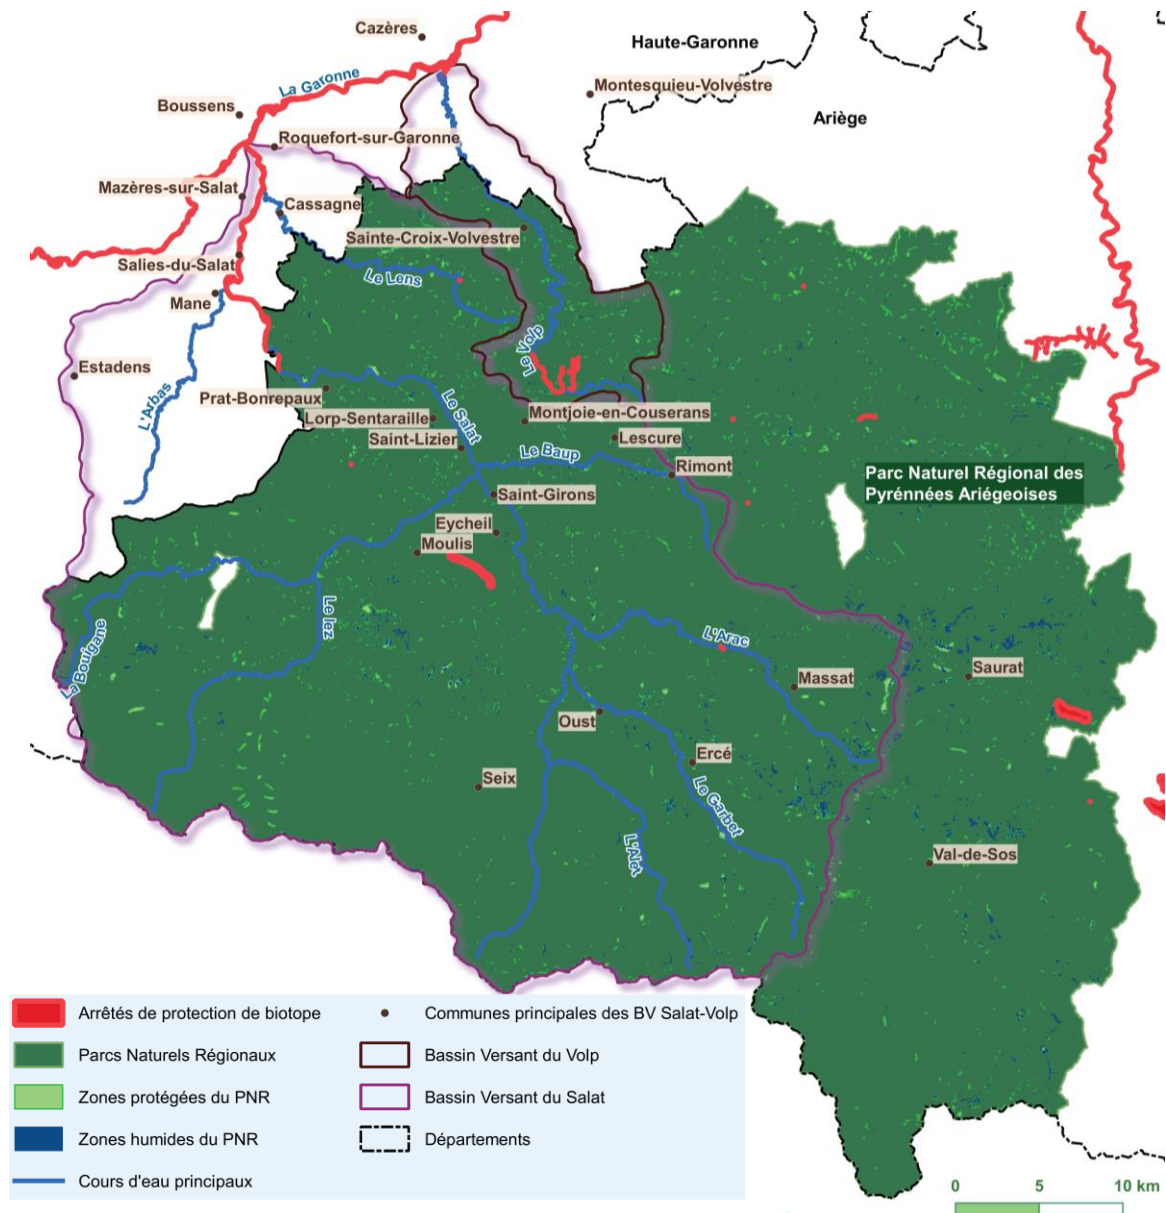 Cazères
Haute-Garonne
La Garonne
Montesquieu-Volvestre
Boussens
Ariège
Roquefort-sur-Garonne
Mazères-sur-Salat
Cassagne
Sainte-Croix-Volvestre
Salies-du-Salat
Le Lens
Mane
Le Volp
Estadens
L'Arbas
Prat-Bonrepaux
Le Salat
Lorp-Sentaraille
Montjoie-en-Couserans
Saint-Lizier
Lescure
Le Baup
Rimont
Parc Naturel Régional des
Pyrénnées Ariégeoises
Saint-Girons
Eycheil
Moulis
Le lez
La Bouigane
L'Arac
Saurat
Massat
Oust
Ercé
Seix
Le Garbet
L'Alet
Val-de-Sos
Arrêtés de protection de biotope
Parcs Naturels Régionaux
Zones protégées du PNR
Zones humides du PNR
Cours d'eau principaux
Communes principales des BV Salat-Volp
Bassin Versant du Volp
Bassin Versant du Salat
Départements
0 5 10 km